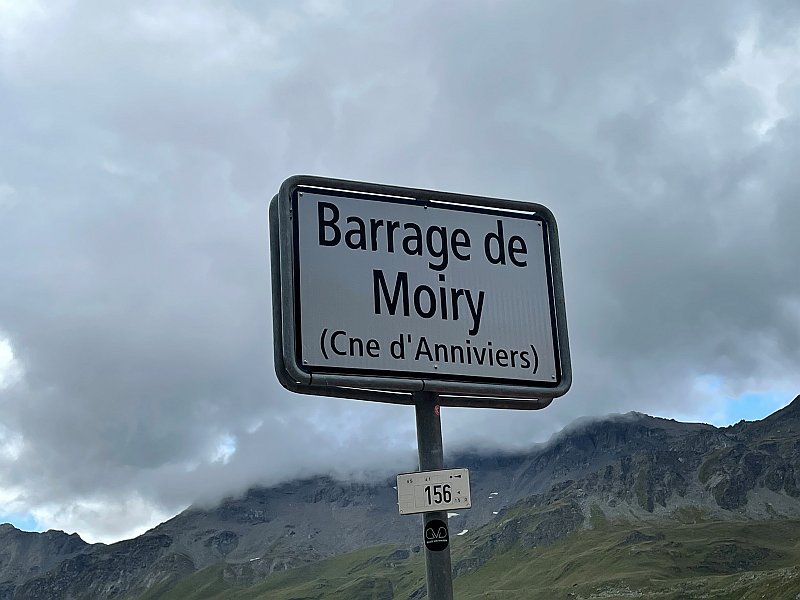 Barrage de
Moiry
(Cne d'Anniviers)
156